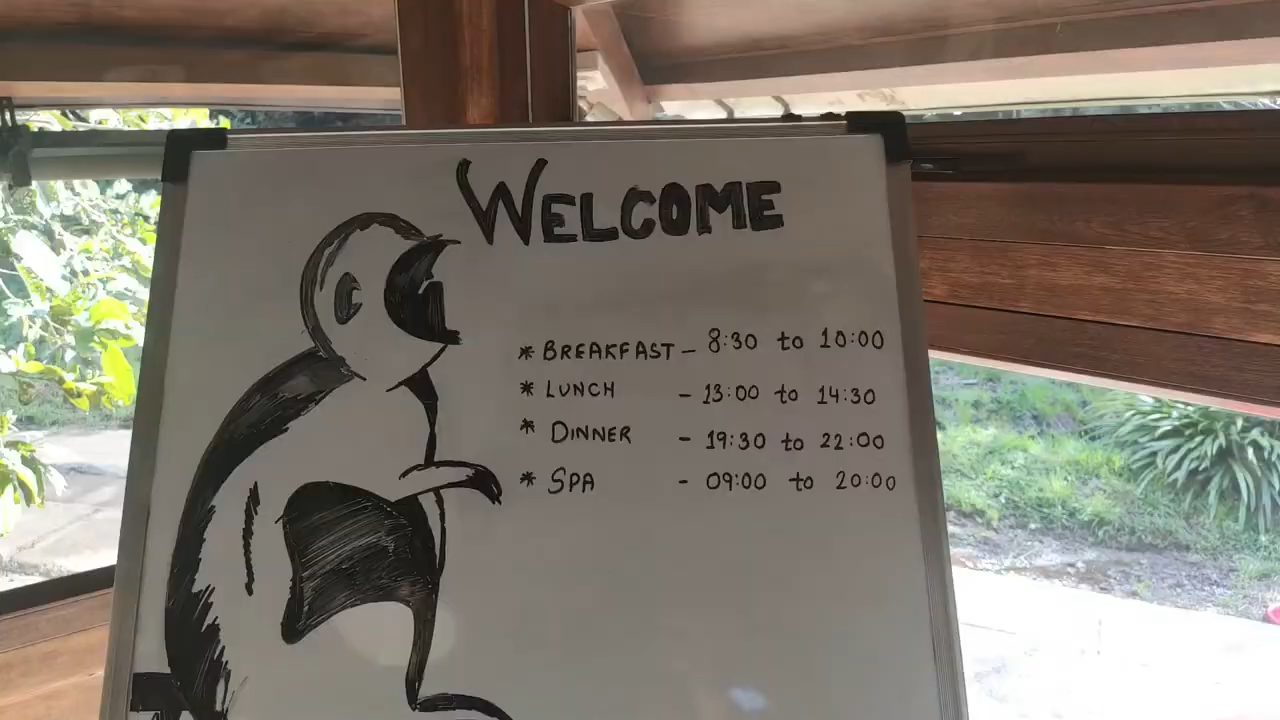 WELCOME
* BREAKFAST - 8:30 to 10:00
* LUNCH - 13:00 to 14:30
* DINNER - 19:30 to 22:00
* SPA - 09:00 to 20:00